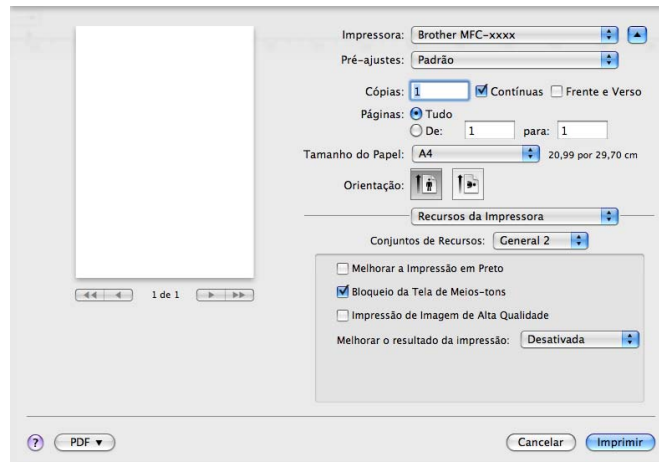 Impressora: Brother MFC-xxxx
Pré-ajustes: Padrão
Cópias: 1 Contínuas Frente e Verso
Páginas: Tudo
De: 1 para: 1
Tamanho do Papel: A4 20,99 por 29,70 cm
Orientação:
Recursos da Impressora
Conjuntos de Recursos: General 2
Melhorar a Impressão em Preto
Bloqueio da Tela de Meios-tons
Impressão de Imagem de Alta Qualidade
Melhorar o resultado da impressão: Desativada
1 de 1
? PDF ▼ Cancelar Imprimir